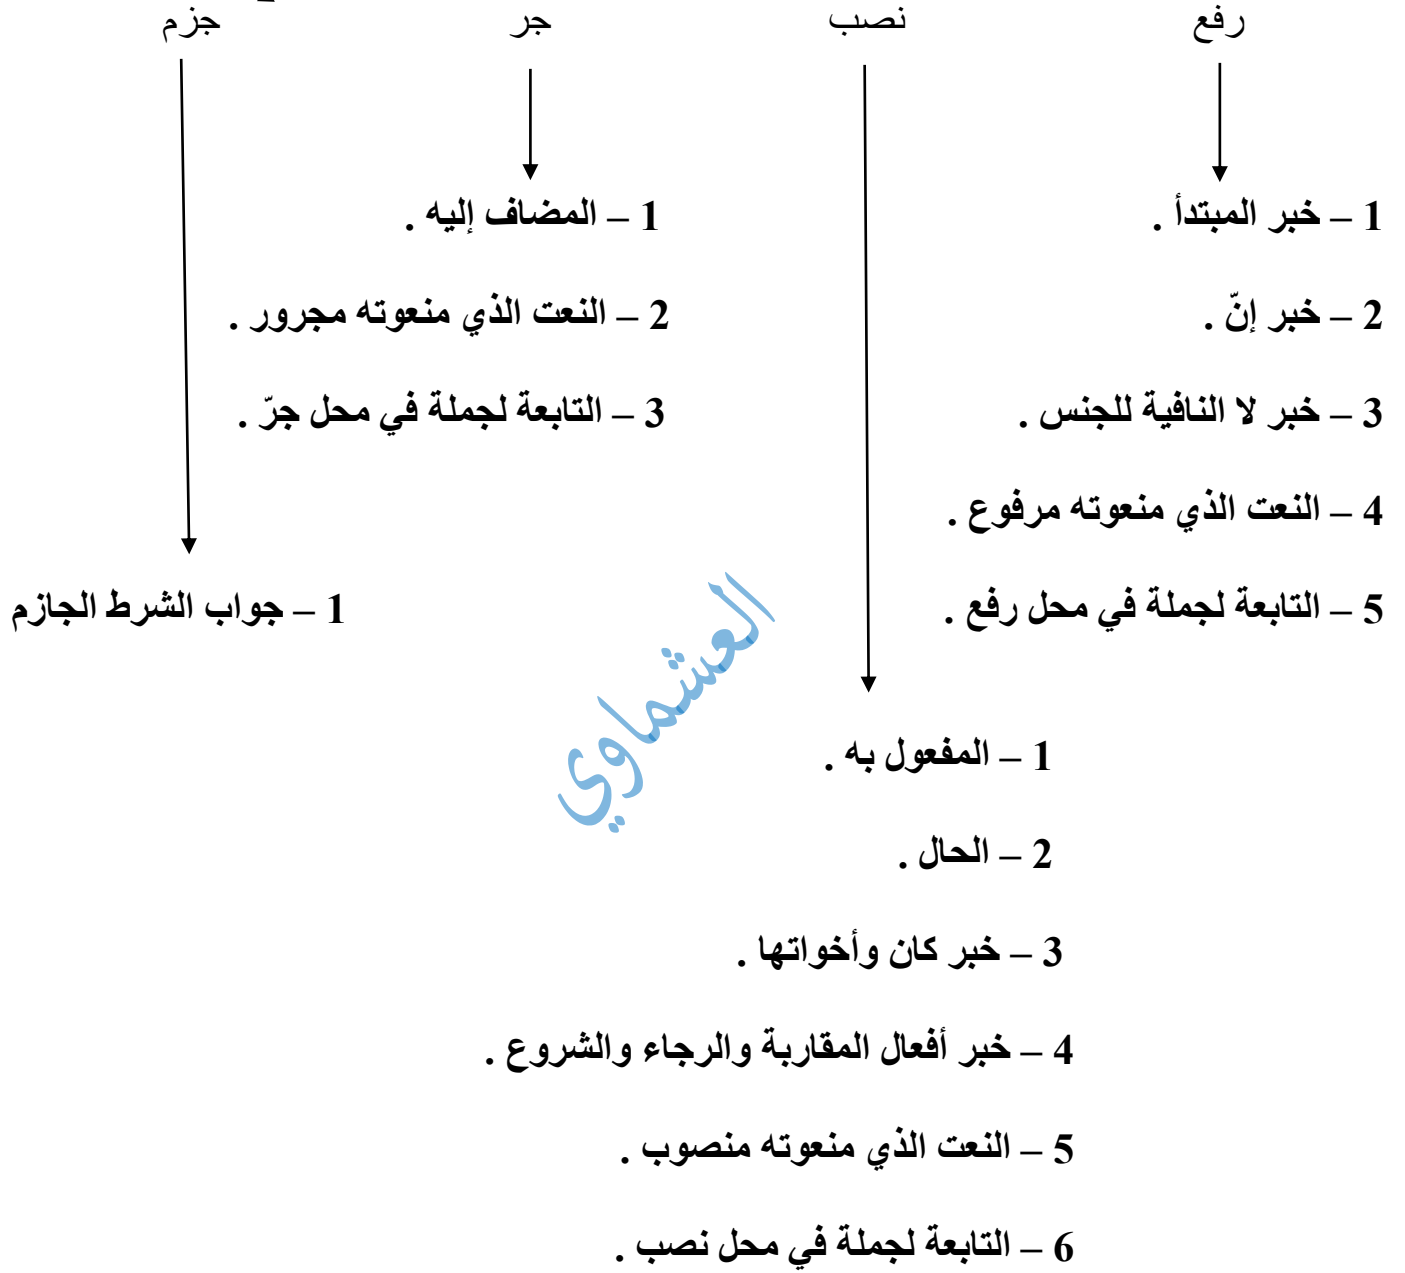 رفع نصب جر جزم
1 – خبر المبتدأ .
2 – خبر إنّ .
3 – خبر لا النافية للجنس .
4 – النعت الذي منعوته مرفوع .
5 – التابعة لجملة في محل رفع .
1 – المضاف إليه .
2 – النعت الذي منعوته مجرور .
3 – التابعة لجملة في محل جرّ .
1 – جواب الشرط الجازم
العشماوي
1 – المفعول به .
2 – الحال .
3 – خبر كان وأخواتها .
4 – خبر أفعال المقاربة والرجاء والشروع .
5 – النعت الذي منعوته منصوب .
6 – التابعة لجملة في محل نصب .